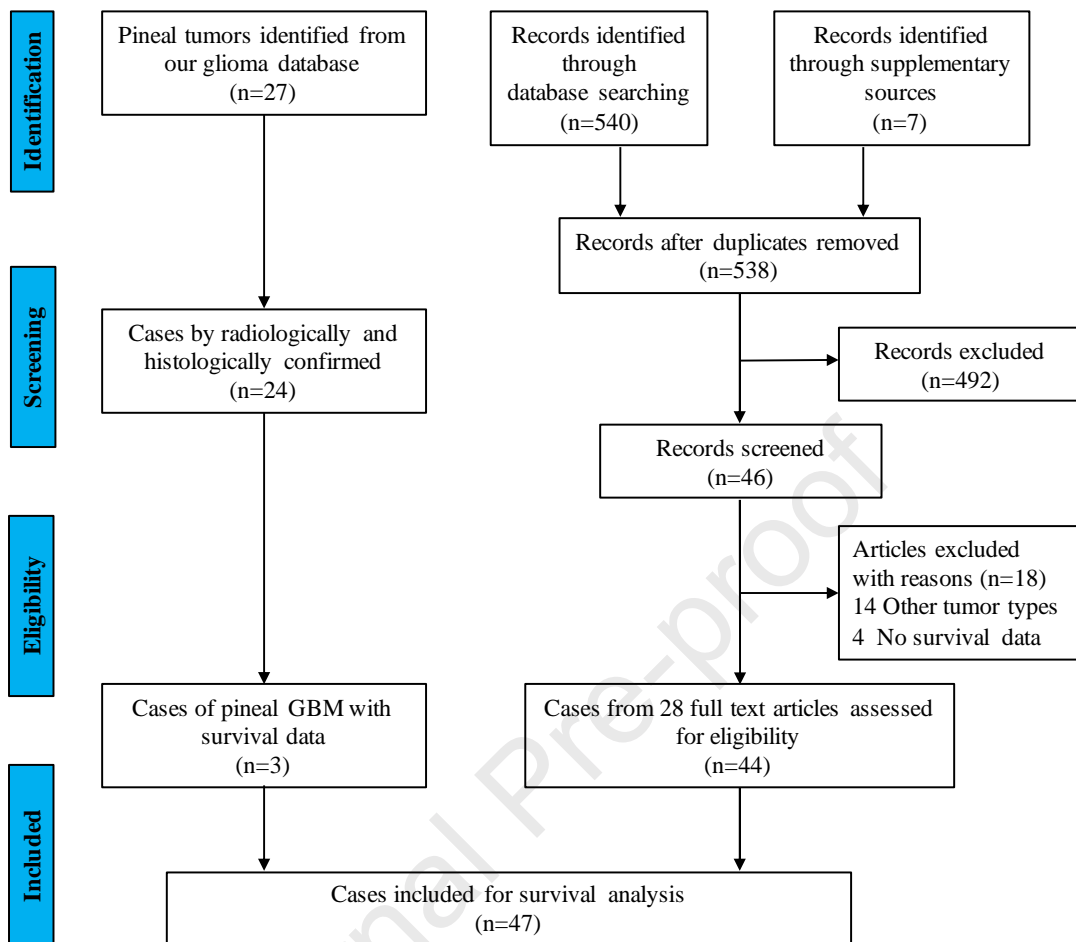 Identification
Pineal tumors identified from
our glioma database
(n=27)
Records identified
through
database searching
(n=540)
Records identified
through supplementary
sources
(n=7)
Records after duplicates removed
(n=538)
Screening
Cases by radiologically and
histologically confirmed
(n=24)
Records excluded
(n=492)
Records screened
(n=46)
Eligibility
Articles excluded
with reasons (n=18)
14 Other tumor types
4 No survival data
Cases of pineal GBM with
survival data
(n=3)
Cases from 28 full text articles assessed
for eligibility
(n=44)
Included
Cases included for survival analysis
(n=47)
nal Pre-proof